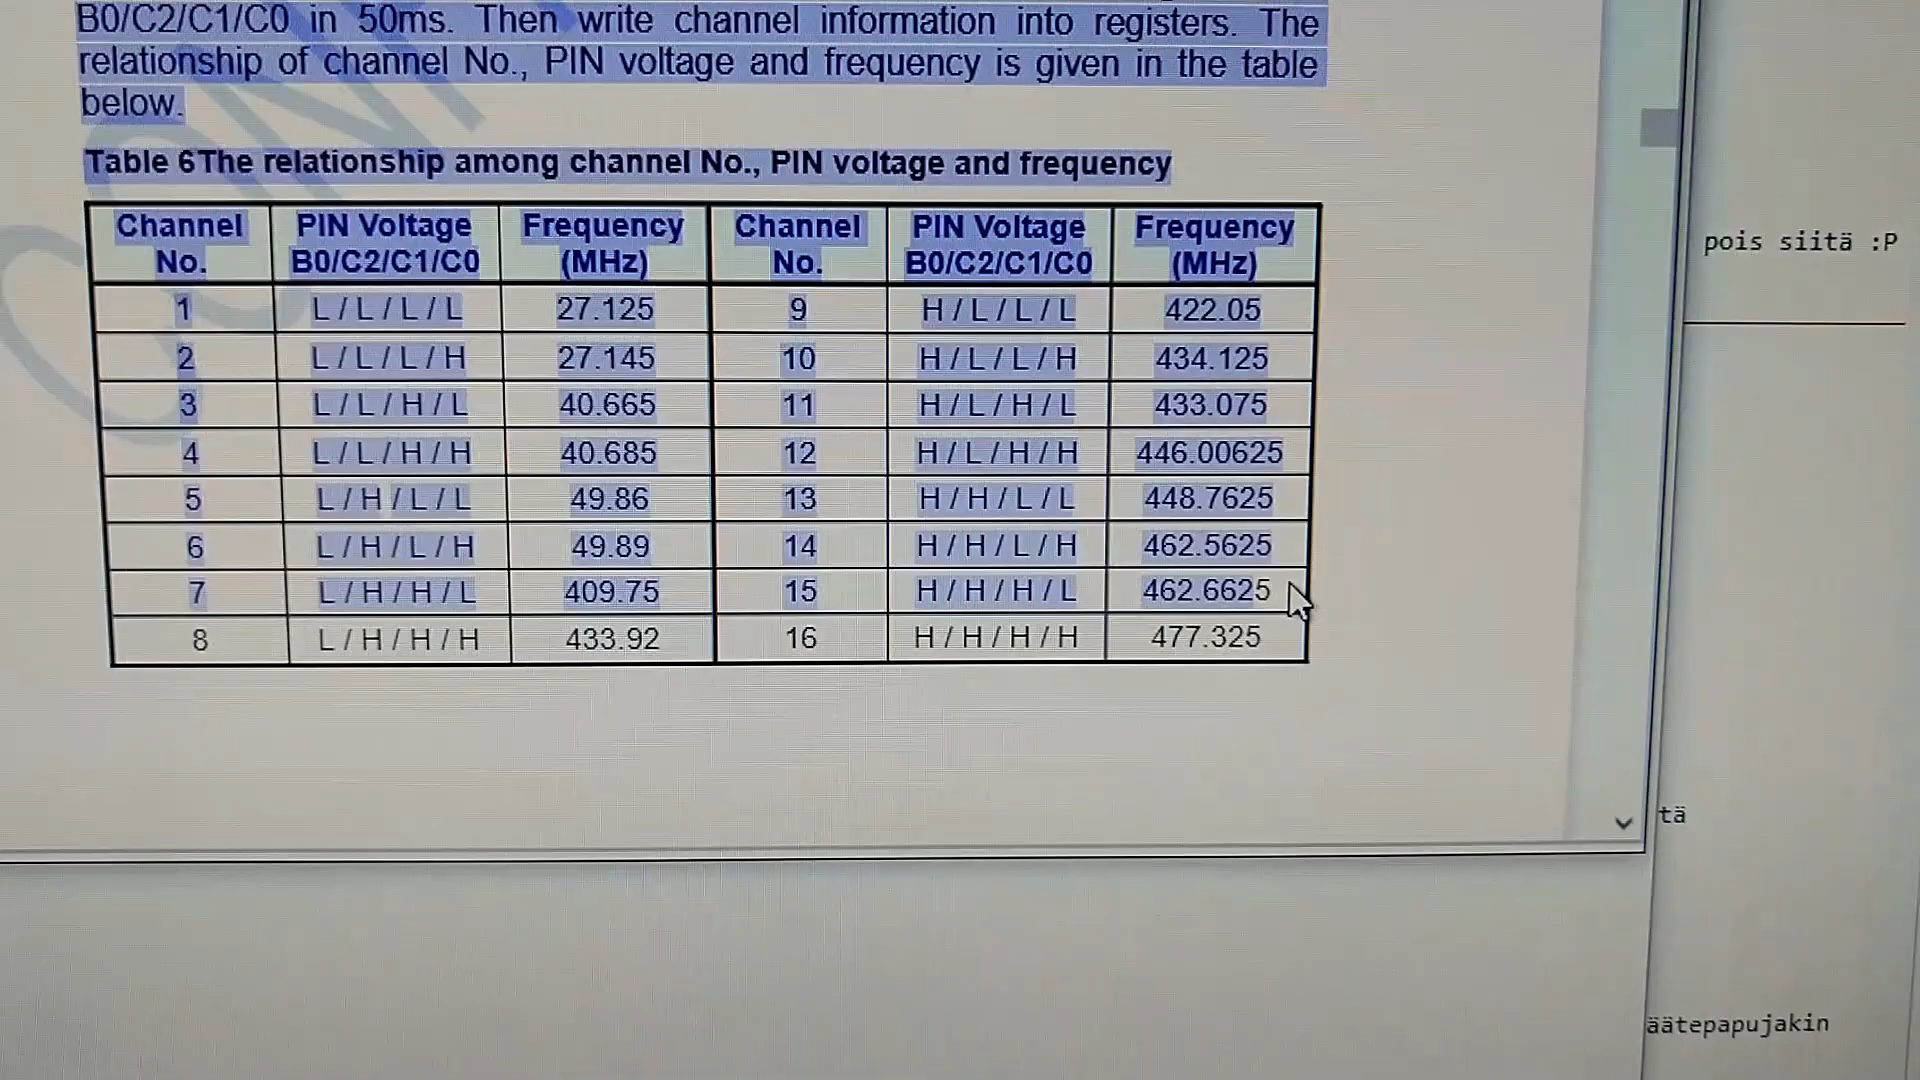 B0/C2/C1/C0 in 50ms. Then write channel information into registers. The
relationship of channel No., PIN voltage and frequency is given in the table
below.
Table 6The relationship among channel No., PIN voltage and frequency
Channel No. PIN Voltage B0/C2/C1/C0 Frequency (MHz) Channel No. PIN Voltage B0/C2/C1/C0 Frequency (MHz)
1 L / L / L / L 27.125 9 H / L / L / L 422.05
2 L / L / L / H 27.145 10 H / L / L / H 434.125
3 L / L / H / L 40.665 11 H / L / H / L 433.075
4 L / L / H / H 40.685 12 H / L / H / H 446.00625
5 L / H / L / L 49.86 13 H / H / L / L 448.7625
6 L / H / L / H 49.89 14 H / H / L / H 462.5625
7 L / H / H / L 409.75 15 H / H / H / L 462.6625
8 L / H / H / H 433.92 16 H / H / H / H 477.325
pois siitä :P
tä
äätepapujakin